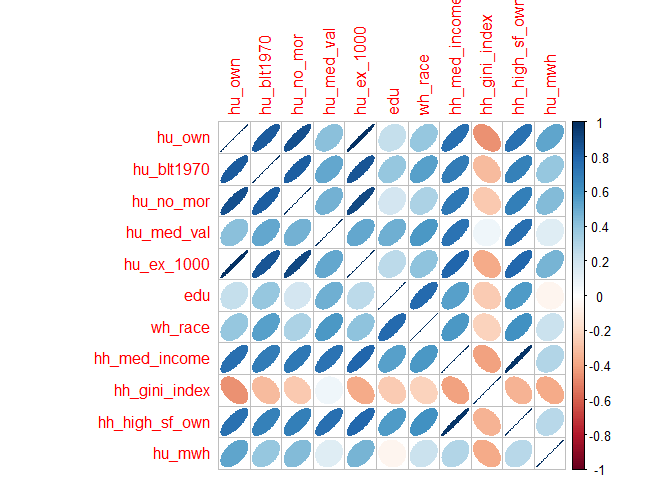 hu_own
hu_blt1970
hu_no_mor
hu_med_val
hu_ex_1000
edu
wh_race
hh_med_income
hh_gini_index
hh_high_sf_own
hu_mwh
hu_own
hu_blt1970
hu_no_mor
hu_med_val
hu_ex_1000
edu
wh_race
hh_med_income
hh_gini_index
hh_high_sf_own
hu_mwh
1
0.8
0.6
0.4
0.2
0
-0.2
-0.4
-0.6
-0.8
-1